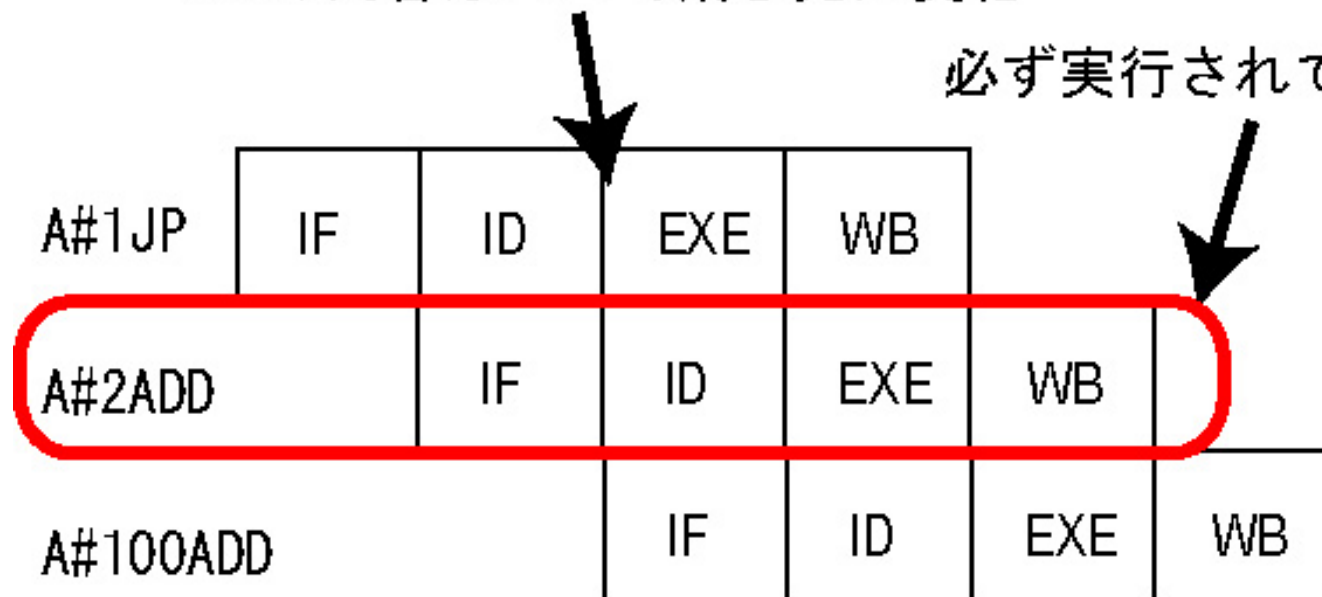 必ず実行されて
A#1JP IF ID EXE WB
A#2ADD IF ID EXE WB
A#100ADD IF ID EXE WB